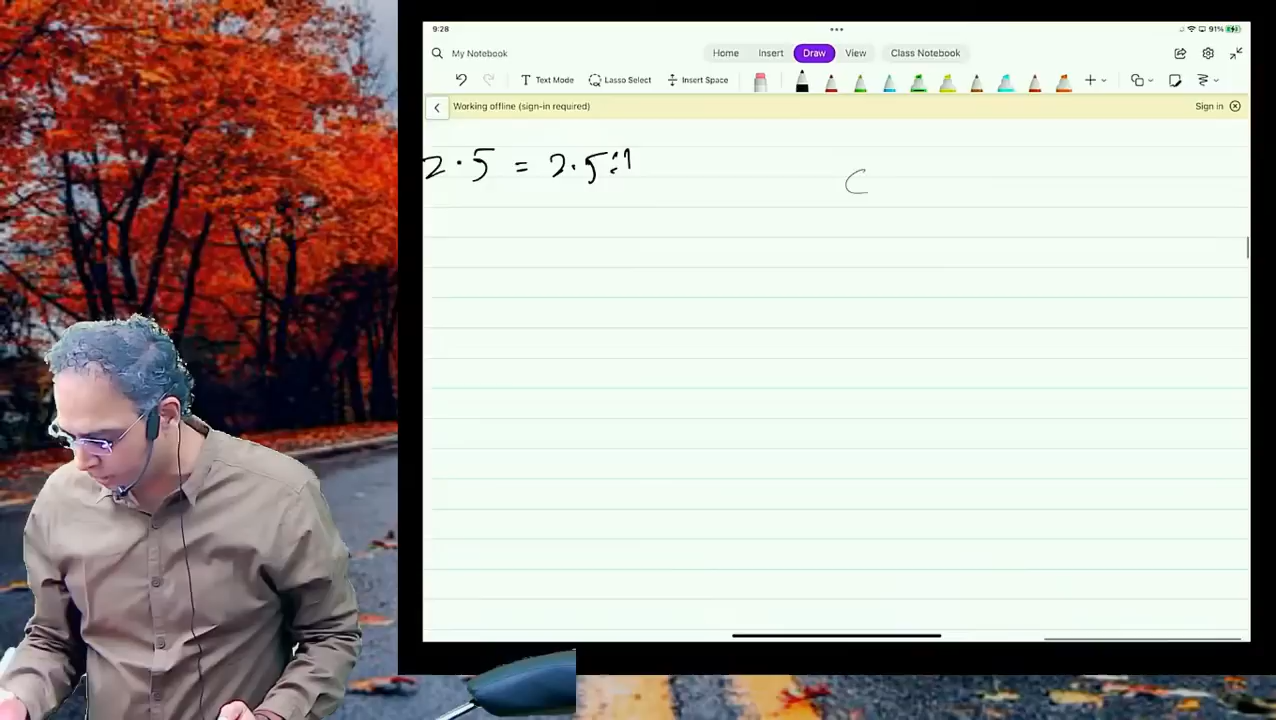 9:28
91%
My Notebook
Home Insert Draw View Class Notebook
Text Mode Lasso Select Insert Space
Working offline (sign-in required) Sign in
2.5 = 2.5:1
C